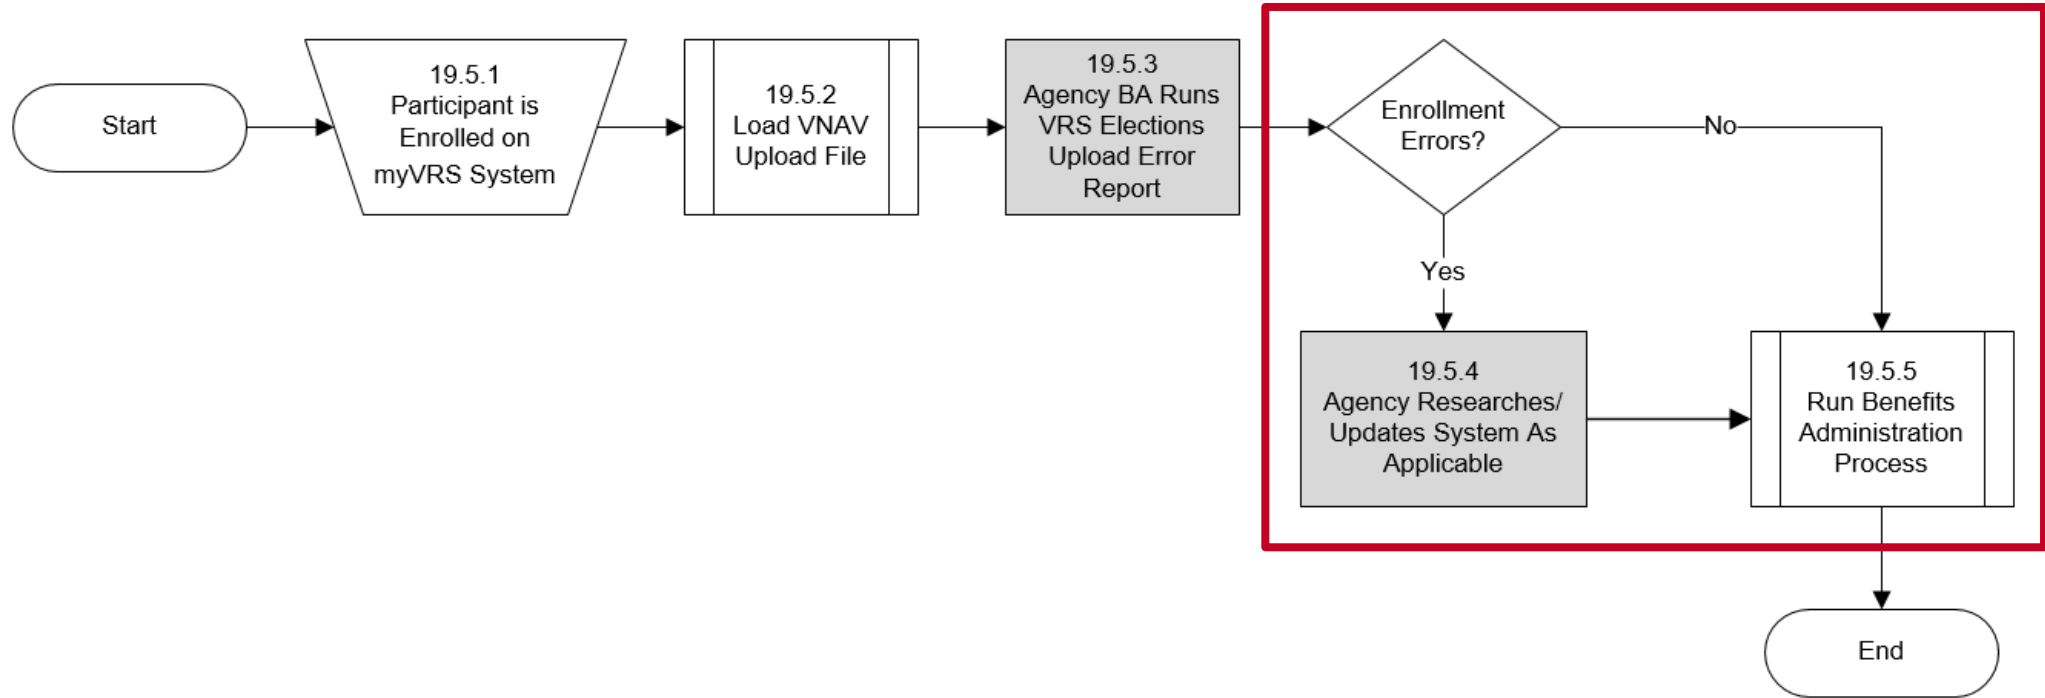 Start
19.5.1
Participant is
Enrolled on
myVRS System
19.5.2
Load VNAV
Upload File
19.5.3
Agency BA Runs
VRS Elections
Upload Error
Report
Enrollment
Errors?
No
Yes
19.5.4
Agency Researches/
Updates System As
Applicable
19.5.5
Run Benefits
Administration
Process
End